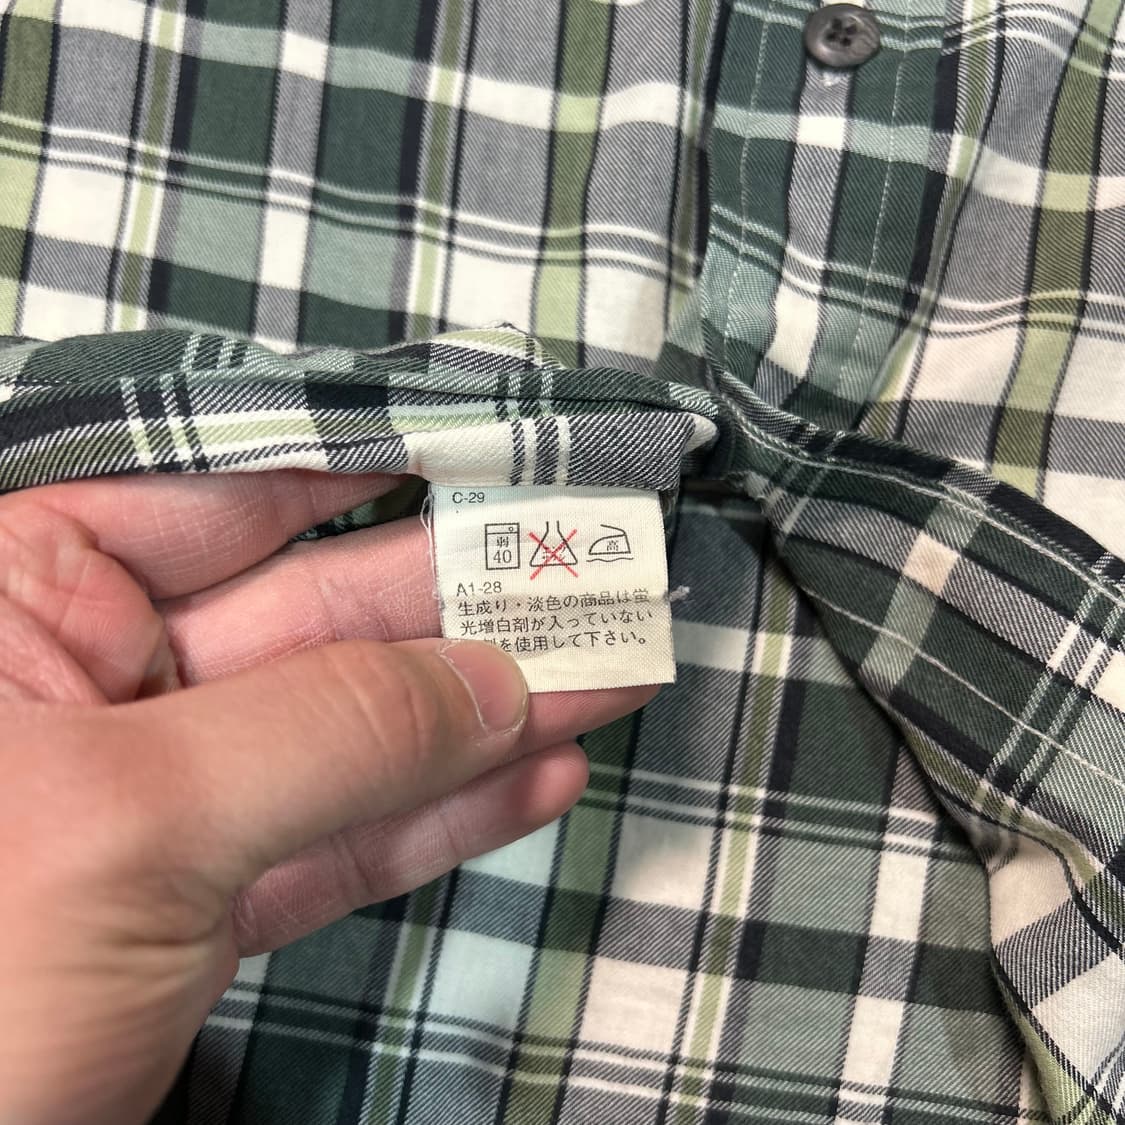 C-29
弱
40
高
A1-28
生成り・淡色の商品は蛍
光増白剤が入っていない
を使用して下さい。